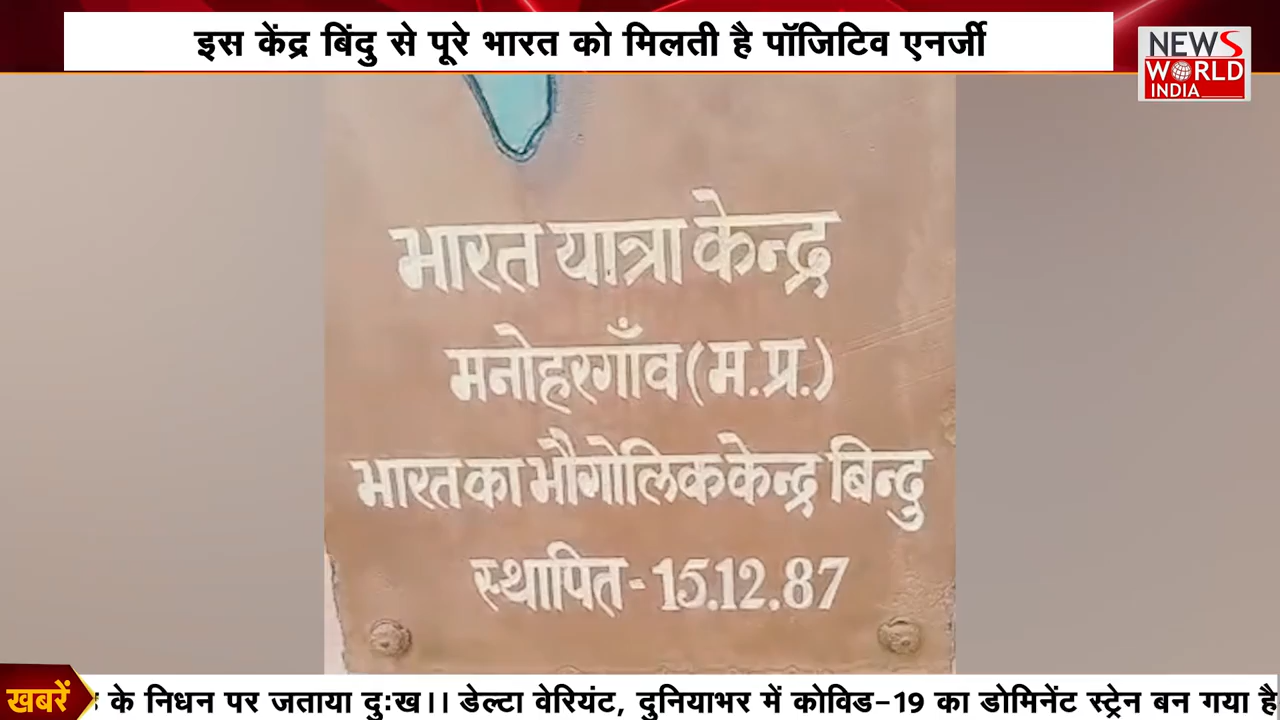 इस केंद्र बिंदु से पूरे भारत को मिलती है पॉजिटिव एनर्जी
NEWS
WORLD
INDIA
भारत यात्रा केन्द्र
मनोहरगाँव (म.प्र.)
भारत का भौगोलिक केन्द्र बिन्दु
स्थापित - 15.12.87
खबरें
के निधन पर जताया दुःख।। डेल्टा वेरियंट, दुनियाभर में कोविड-19 का डोमिनेंट स्ट्रेन बन गया है